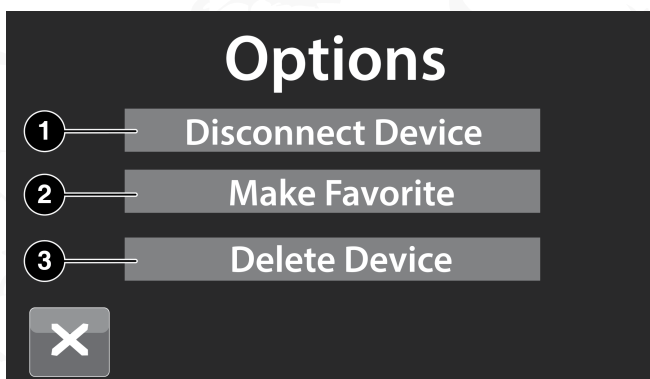 Options
1 Disconnect Device
2 Make Favorite
3 Delete Device
X